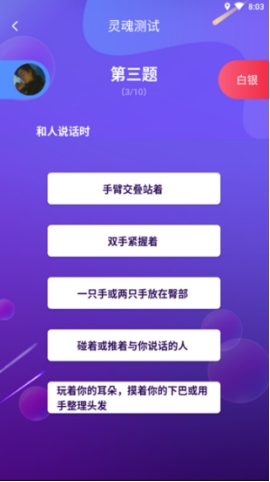 8:03
灵魂测试
第三题
(3/10)
白银
和人说话时
手臂交叠站着
双手紧握着
一只手或两只手放在臀部
碰着或推着与你说话的人
玩着你的耳朵，摸着你的下巴或用
手整理头发